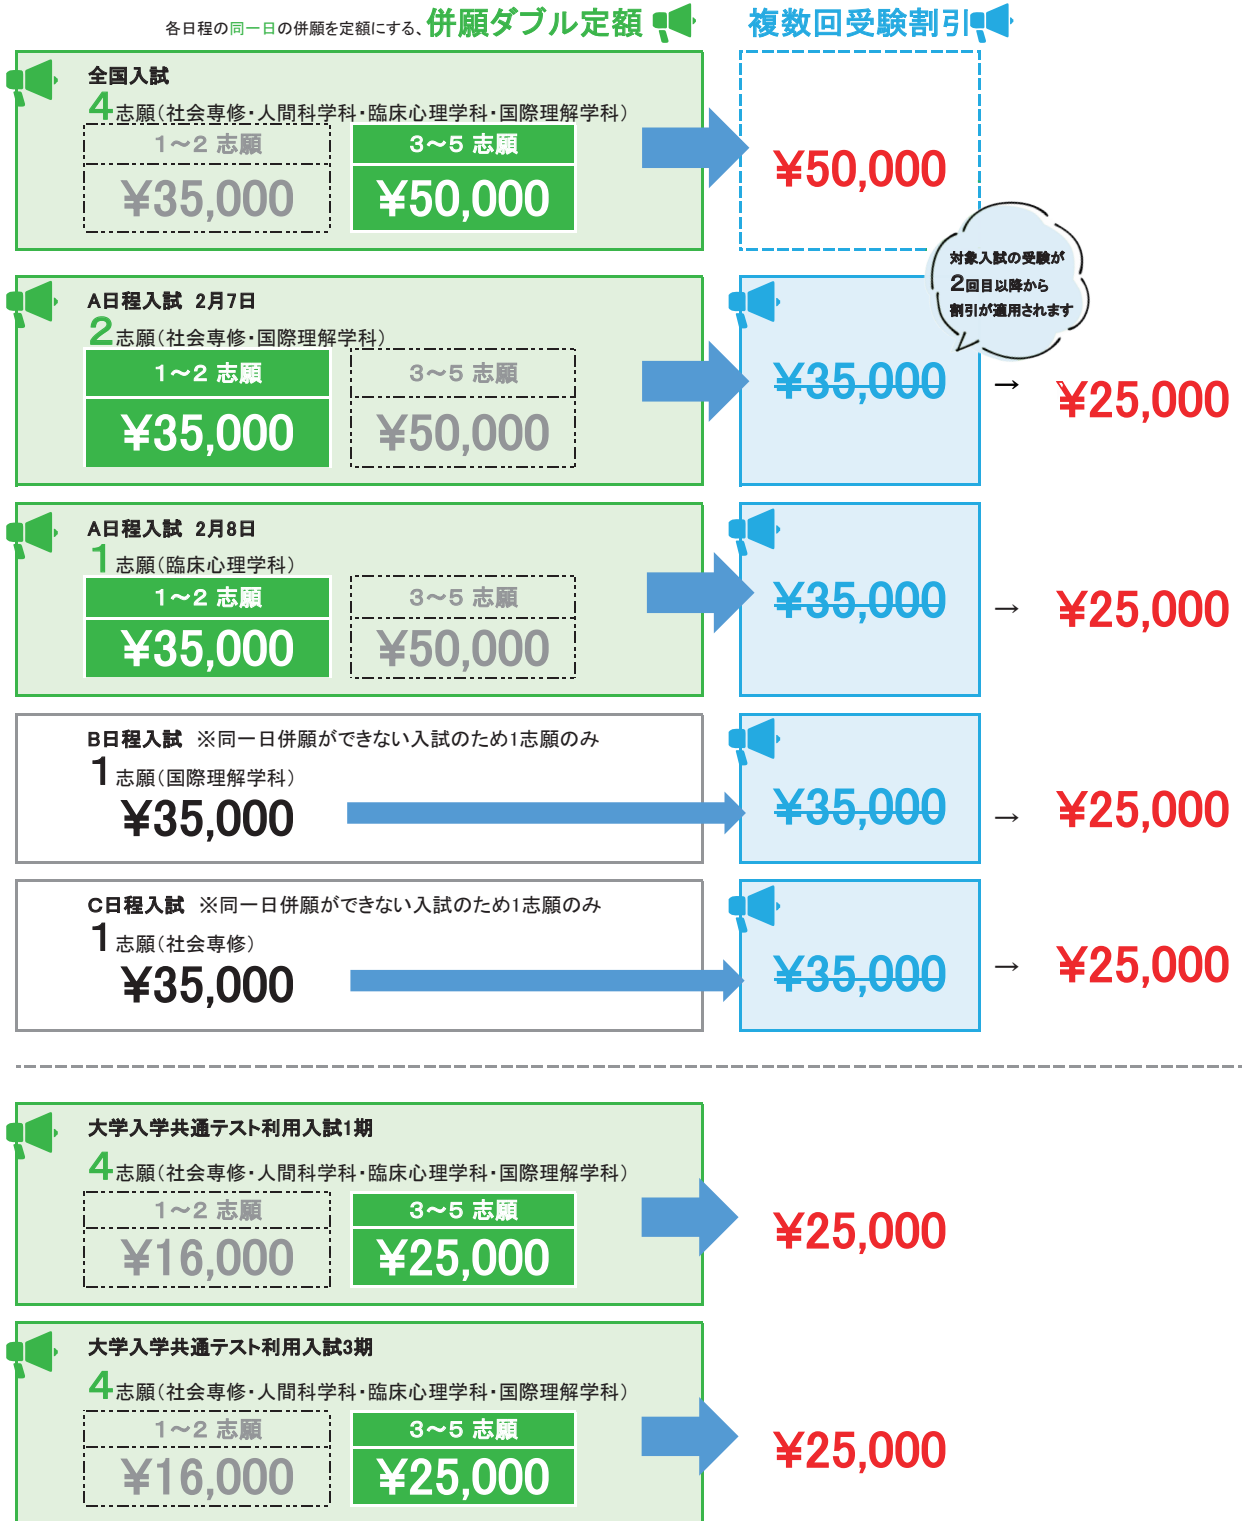 各日程の同一日の併願を定額にする、併願ダブル定額
複数回受験割引
全国入試
4志願(社会専修・人間科学科・臨床心理学科・国際理解学科)
1～2 志願
3～5 志願
¥35,000
¥50,000
¥50,000
対象入試の受験が
2回目以降から
割引が適用されます
A日程入試 2月7日
2志願(社会専修・国際理解学科)
1～2 志願
3～5 志願
¥35,000
¥50,000
¥35,000 → ¥25,000
A日程入試 2月8日
1志願(臨床心理学科)
1～2 志願
3～5 志願
¥35,000
¥50,000
¥35,000 → ¥25,000
B日程入試 ※同一日併願ができない入試のため1志願のみ
1志願(国際理解学科)
¥35,000
¥35,000 → ¥25,000
C日程入試 ※同一日併願ができない入試のため1志願のみ
1志願(社会専修)
¥35,000
¥35,000 → ¥25,000
大学入学共通テスト利用入試1期
4志願(社会専修・人間科学科・臨床心理学科・国際理解学科)
1～2 志願
3～5 志願
¥16,000
¥25,000
¥25,000
大学入学共通テスト利用入試3期
4志願(社会専修・人間科学科・臨床心理学科・国際理解学科)
1～2 志願
3～5 志願
¥16,000
¥25,000
¥25,000